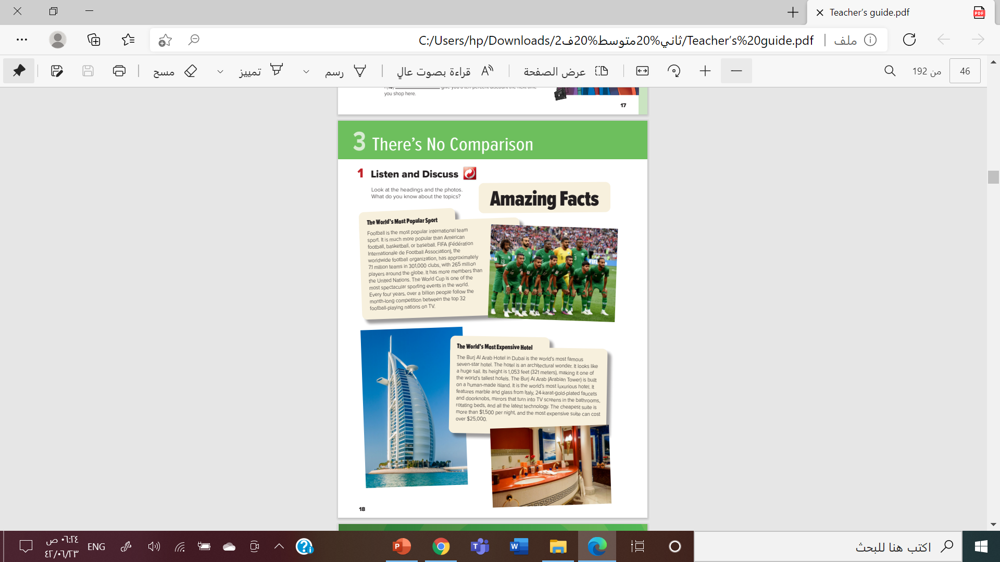 Teacher's guide.pdf
C:/Users/hp/Downloads/ثاني%20متوسط%20ف2/Teacher's%20guide.pdf
ملف
مسح
تمييز
رسم
قراءة بصوت عالٍ
عرض الصفحة
من 192
46
give you a ten percent discount the next time
you shop here.
17
3 There's No Comparison
1 Listen and Discuss
Look at the headings and the photos.
What do you know about the topics?
Amazing Facts
The World's Most Popular Sport
Football is the most popular international team
sport. It is much more popular than American
football, basketball, or baseball. FIFA (Fédération
Internationale de Football Association), the
worldwide football organization, has approximately
7.1 million teams in 301,000 clubs, with 265 million
players around the globe. It has more members than
the United Nations. The World Cup is one of the
most spectacular sporting events in the world.
Every four years, over a billion people follow the
month-long competition between the top 32
football-playing nations on TV.
The World's Most Expensive Hotel
The Burj Al Arab Hotel in Dubai is the world's most famous
seven-star hotel. The hotel is an architectural wonder. It looks like
a huge sail. Its height is 1,053 feet (321 meters), making it one of
the world's tallest hotels. The Burj Al Arab (Arabian Tower) is built
on a human-made island. It is the world's most luxurious hotel. It
features marble and glass from Italy, 24-karat-gold-plated faucets
and doorknobs, mirrors that turn into TV screens in the bathrooms,
rotating beds, and all the latest technology. The cheapest suite is
more than $1,500 per night, and the most expensive suite can cost
over $25,000.
18
٠٦:٢٤ ص
٤٢/٠٦/٢٣
ENG
اكتب هنا للبحث